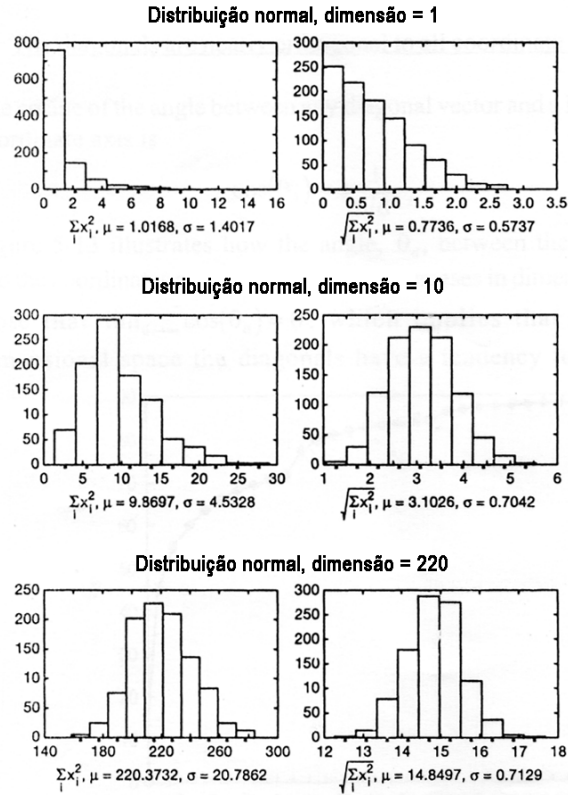 Distribuição normal, dimensão = 1
800
600
400
200
0
0 2 4 6 8 10 12 14 16
∑x²ᵢ, μ = 1.0168, σ = 1.4017
i
300
250
200
150
100
50
0
0 0.5 1.0 1.5 2.0 2.5 3.0 3.5
√∑x²ᵢ, μ = 0.7736, σ = 0.5737
i
Distribuição normal, dimensão = 10
300
250
200
150
100
50
0
0 5 10 15 20 25 30
∑x²ᵢ, μ = 9.8697, σ = 4.5328
i
250
200
150
100
50
0
1 2 3 4 5 6
√∑x²ᵢ, μ = 3.1026, σ = 0.7042
i
Distribuição normal, dimensão = 220
250
200
150
100
50
0
140 180 220 260 300
∑x²ᵢ, μ = 220.3732, σ = 20.7862
i
300
250
200
150
100
50
0
12 13 14 15 16 17 18
√∑x²ᵢ, μ = 14.8497, σ = 0.7129
i